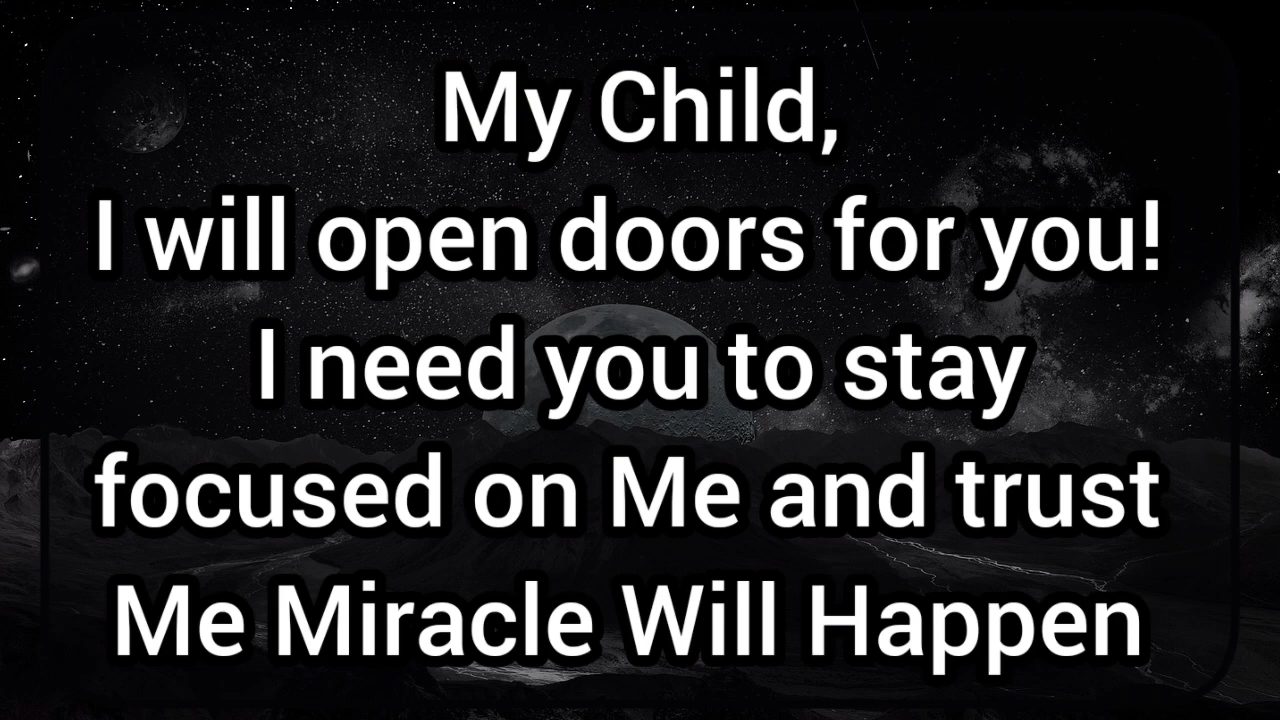 My Child,
I will open doors for you!
I need you to stay
focused on Me and trust
Me Miracle Will Happen